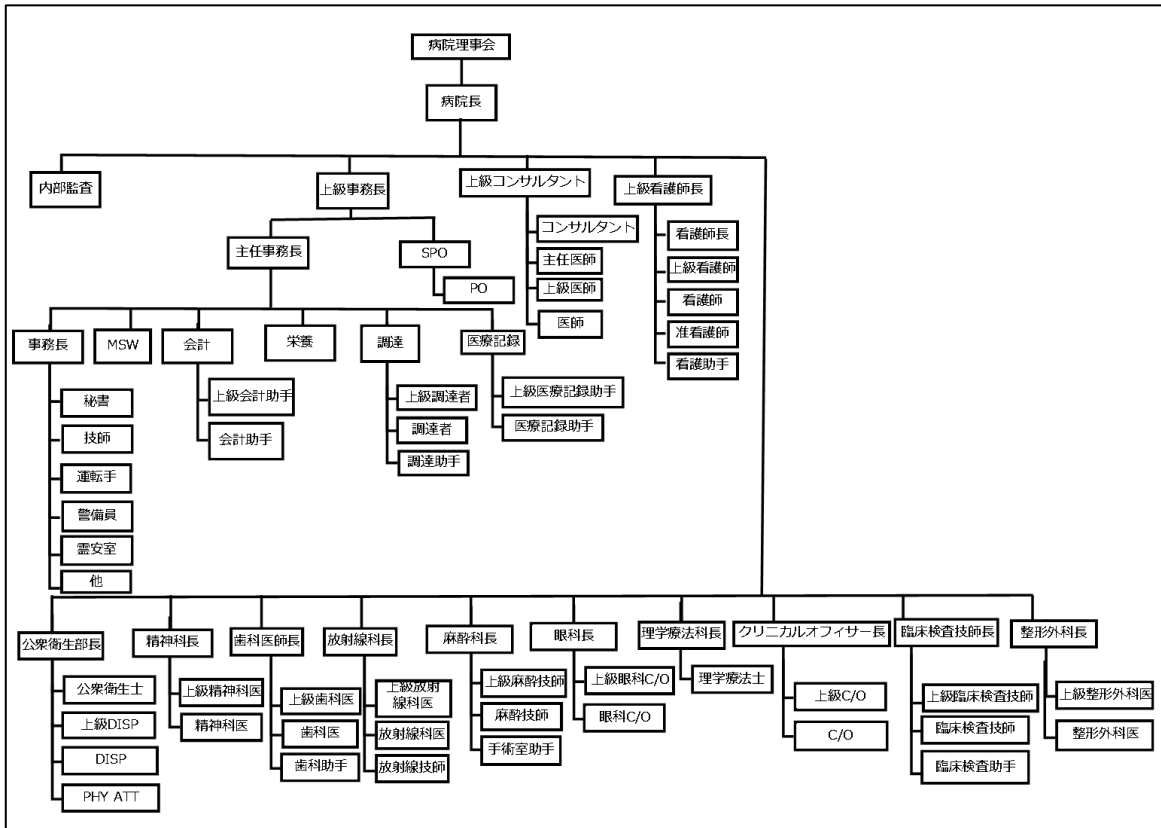 病院理事会
病院長
内部監査
上級事務長
上級コンサルタント
上級看護師長
主任事務長
SPO
PO
コンサルタント
主任医師
上級医師
医師
看護師長
上級看護師
看護師
准看護師
看護助手
事務長
MSW
会計
栄養
調達
医療記録
秘書
技師
運転手
警備員
霊安室
他
上級会計助手
会計助手
上級調達者
調達者
調達助手
上級医療記録助手
医療記録助手
公衆衛生部長
精神科長
歯科医師長
放射線科長
麻酔科長
眼科長
理学療法科長
クリニカルオフィサー長
臨床検査技師長
整形外科長
公衆衛生士
上級DISP
DISP
PHY ATT
上級精神科医
精神科医
上級歯科医
歯科医
歯科助手
上級放射
線科医
放射線科医
放射線技師
上級麻酔技師
麻酔技師
手術室助手
上級眼科C/O
眼科C/O
理学療法士
上級C/O
C/O
上級臨床検査技師
臨床検査技師
臨床検査助手
上級整形外科医
整形外科医